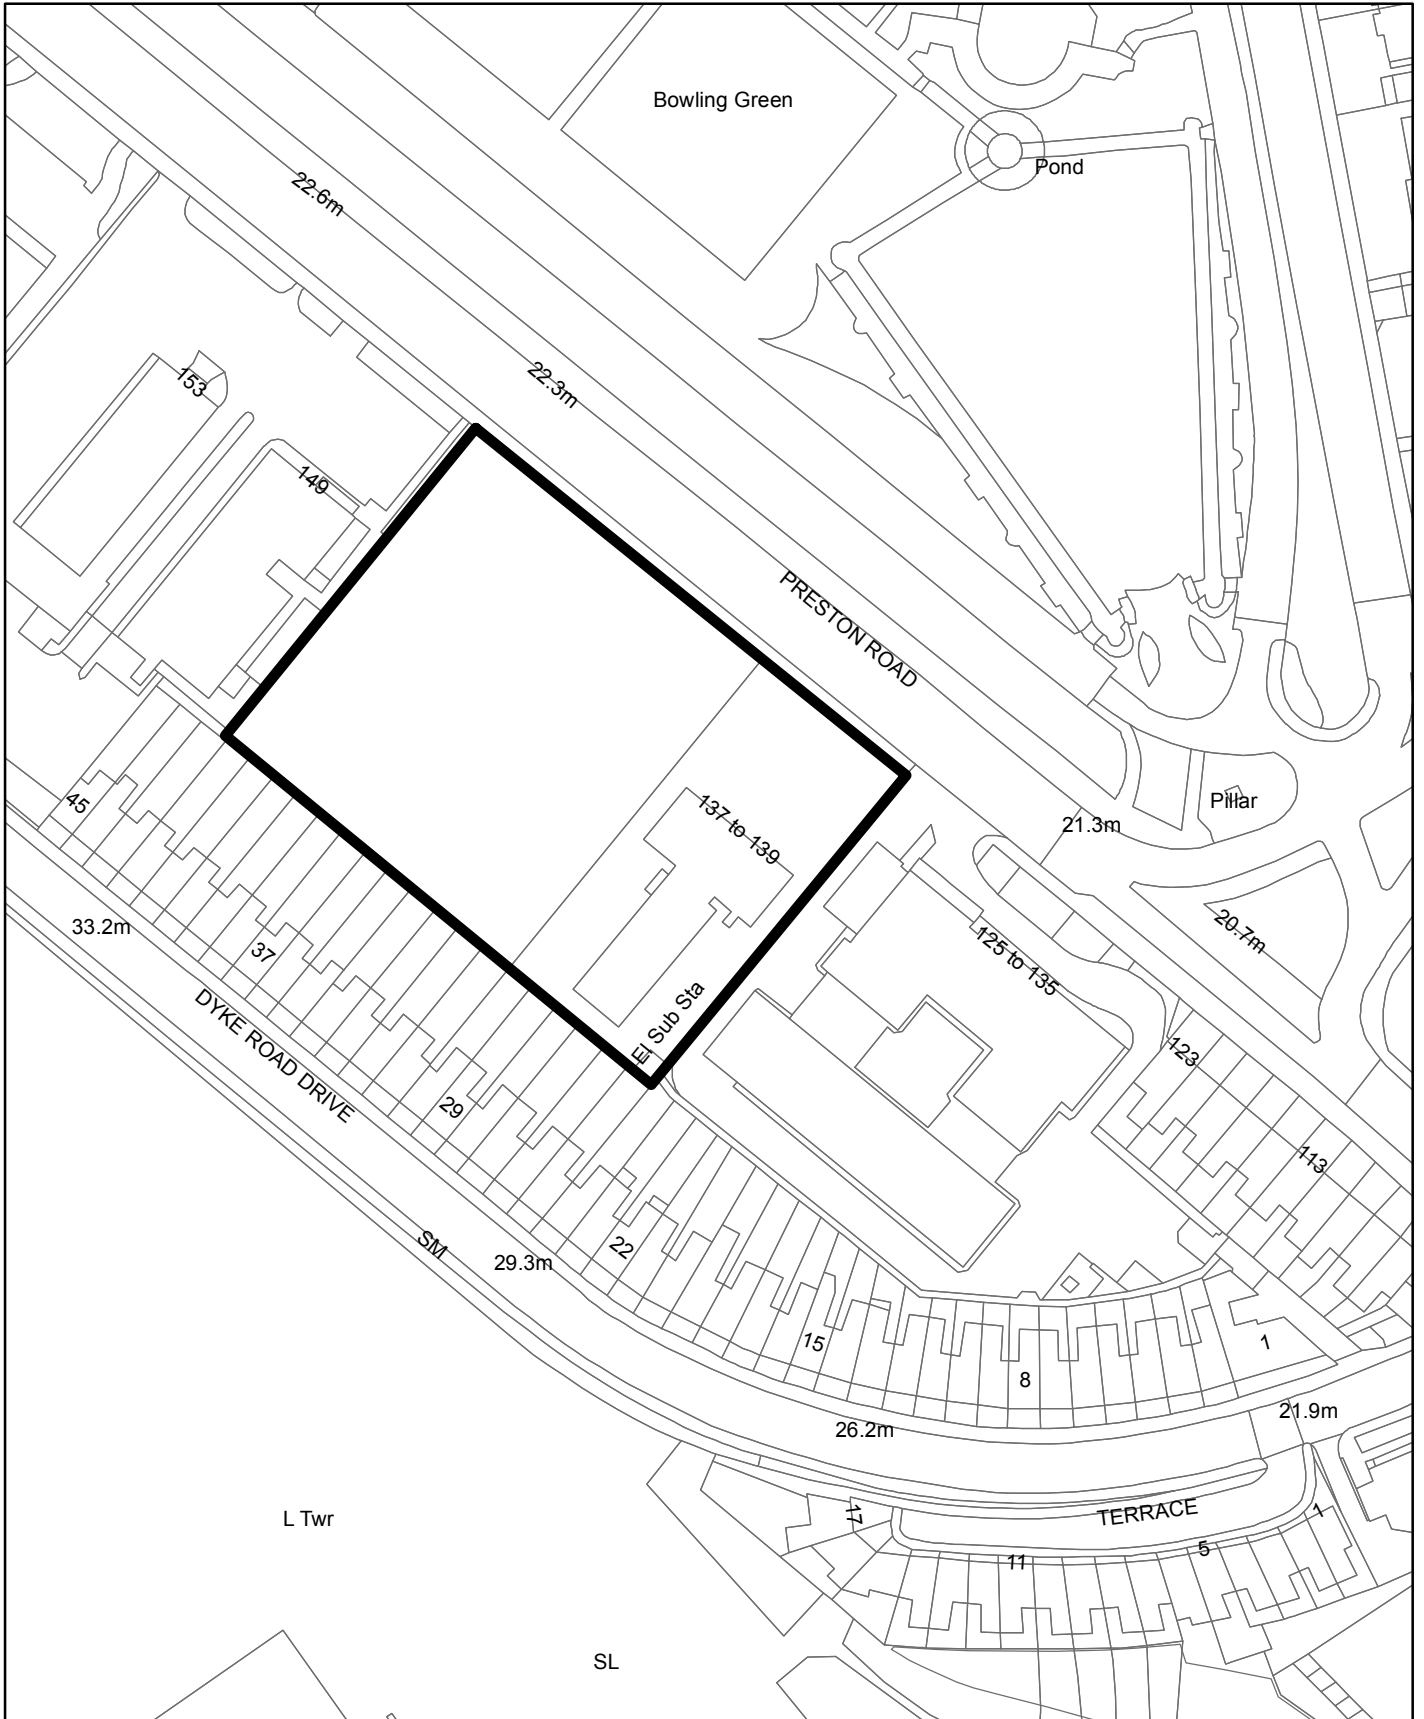 Bowling Green
Pond
22.6m
22.3m
153
149
PRESTON ROAD
137 to 139
Pillar
21.3m
45
33.2m
37
125 to 135
20.7m
El Sub Sta
DYKE ROAD DRIVE
29
123
113
SM
29.3m
22
15
8
1
26.2m
21.9m
L Twr
17
TERRACE
1
11
5
SL